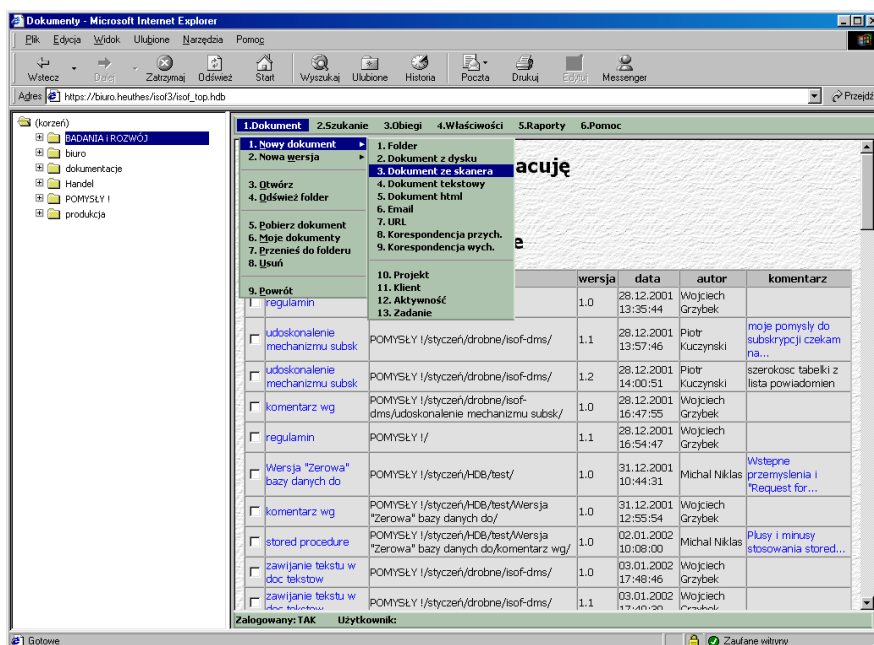 Dokumenty - Microsoft Internet Explorer
Plik Edycja Widok Ulubione Narzędzia Pomoc
Wstecz Dalej Zatrzymaj Odśwież Start Wyszukaj Ulubione Historia Poczta Drukuj Edytuj Messenger
Adres https://biuro.heuthes/isof3/isof_top.hdb Przejdź
(korzeń)
BADANIA i ROZWÓJ
biuro
dokumentacje
Handel
POMYSŁY !
produkcja
1.Dokument 2.Szukanie 3.Obiegi 4.Właściwości 5.Raporty 6.Pomoc
1. Nowy dokument
2. Nowa wersja
3. Otwórz
4. Odśwież folder
5. Pobierz dokument
6. Moje dokumenty
7. Przenieś do folderu
8. Usuń
9. Powrót
1. Folder
2. Dokument z dysku
3. Dokument ze skanera
4. Dokument tekstowy
5. Dokument html
6. Email
7. URL
8. Korespondencja przych.
9. Korespondencja wych.
10. Projekt
11. Klient
12. Aktywność
13. Zadanie
acuję
e
wersja data autor komentarz
regulamin 1.0 28.12.2001 13:35:44 Wojciech Grzybek
udoskonalenie mechanizmu subsk POMYSŁY !/styczeń/drobne/isof-dms/ 1.1 28.12.2001 13:57:46 Piotr Kuczynski moje pomysly do subskrypcji czekam na...
udoskonalenie mechanizmu subsk POMYSŁY !/styczeń/drobne/isof-dms/ 1.2 28.12.2001 14:00:51 Piotr Kuczynski szerokosc tabelki z lista powiadomien
komentarz wg POMYSŁY !/styczeń/drobne/isof-dms/udoskonalenie mechanizmu subsk/ 1.0 28.12.2001 16:47:55 Wojciech Grzybek
regulamin POMYSŁY !/ 1.1 28.12.2001 16:54:47 Wojciech Grzybek
Wersja "Zerowa" bazy danych do POMYSŁY !/styczeń/HDB/test/ 1.0 31.12.2001 10:44:31 Michal Niklas Wstepne przemyslenia i "Request for...
komentarz wg POMYSŁY !/styczeń/HDB/test/Wersja "Zerowa" bazy danych do/ 1.0 31.12.2001 12:55:54 Wojciech Grzybek
stored procedure POMYSŁY !/styczeń/HDB/test/Wersja "Zerowa" bazy danych do/komentarz wg/ 1.0 02.01.2002 10:08:00 Michal Niklas Plusy i minusy stosowania stored...
zawijanie tekstu w doc tekstow POMYSŁY !/styczeń/drobne/isof-dms/ 1.0 03.01.2002 17:48:46 Wojciech Grzybek
zawijanie tekstu w doc tekstow POMYSŁY !/styczeń/drobne/isof-dms/ 1.1 03.01.2002 Wojciech Grzybek
Zalogowany: TAK Użytkownik:
Gotowe Zaufane witryny